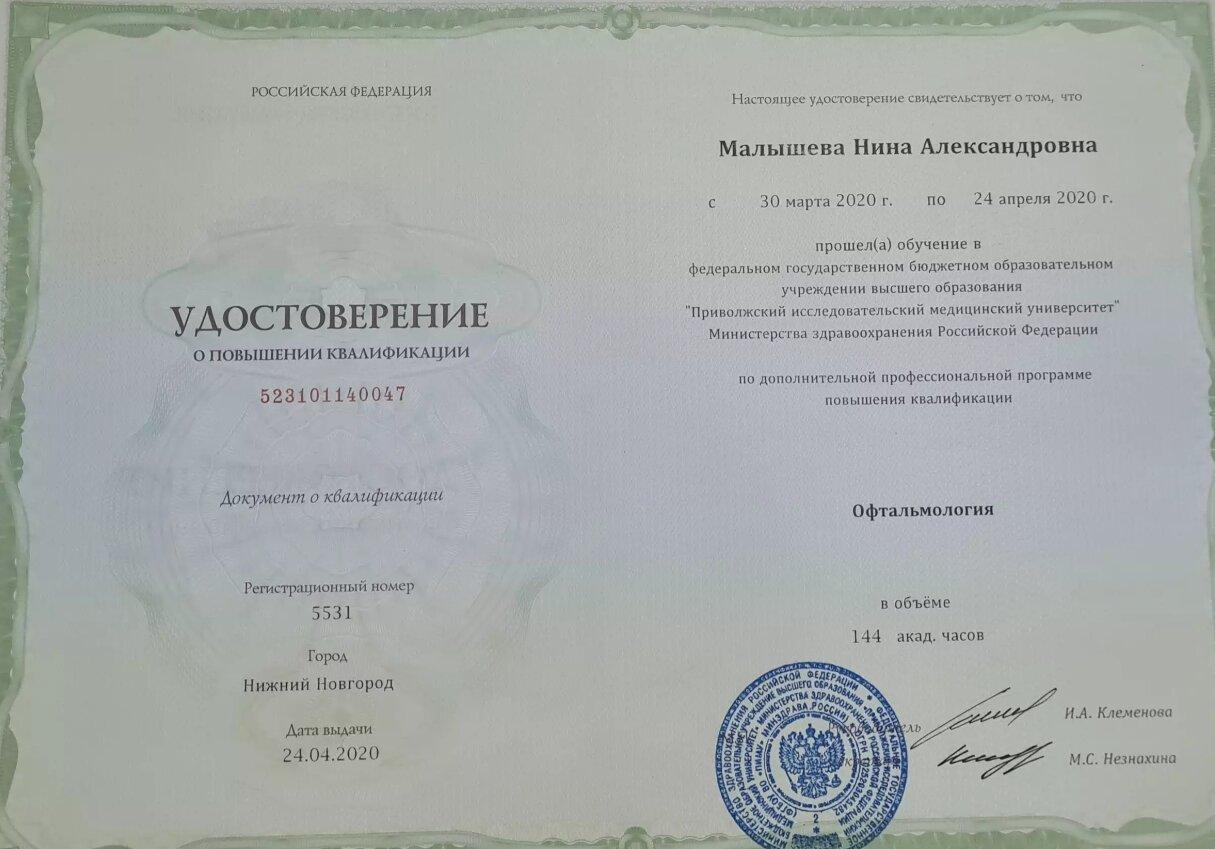 РОССИЙСКАЯ ФЕДЕРАЦИЯ
УДОСТОВЕРЕНИЕ
О ПОВЫШЕНИИ КВАЛИФИКАЦИИ
523101140047
Документ о квалификации
Регистрационный номер
5531
Город
Нижний Новгород
Дата выдачи
24.04.2020
Настоящее удостоверение свидетельствует о том, что
Малышева Нина Александровна
с 30 марта 2020 г. по 24 апреля 2020 г.
прошел(а) обучение в
федеральном государственном бюджетном образовательном
учреждении высшего образования
"Приволжский исследовательский медицинский университет"
Министерства здравоохранения Российской Федерации
по дополнительной профессиональной программе
повышения квалификации
Офтальмология
в объёме
144 акад. часов
И.А. Клеменова
М.С. Незнахина